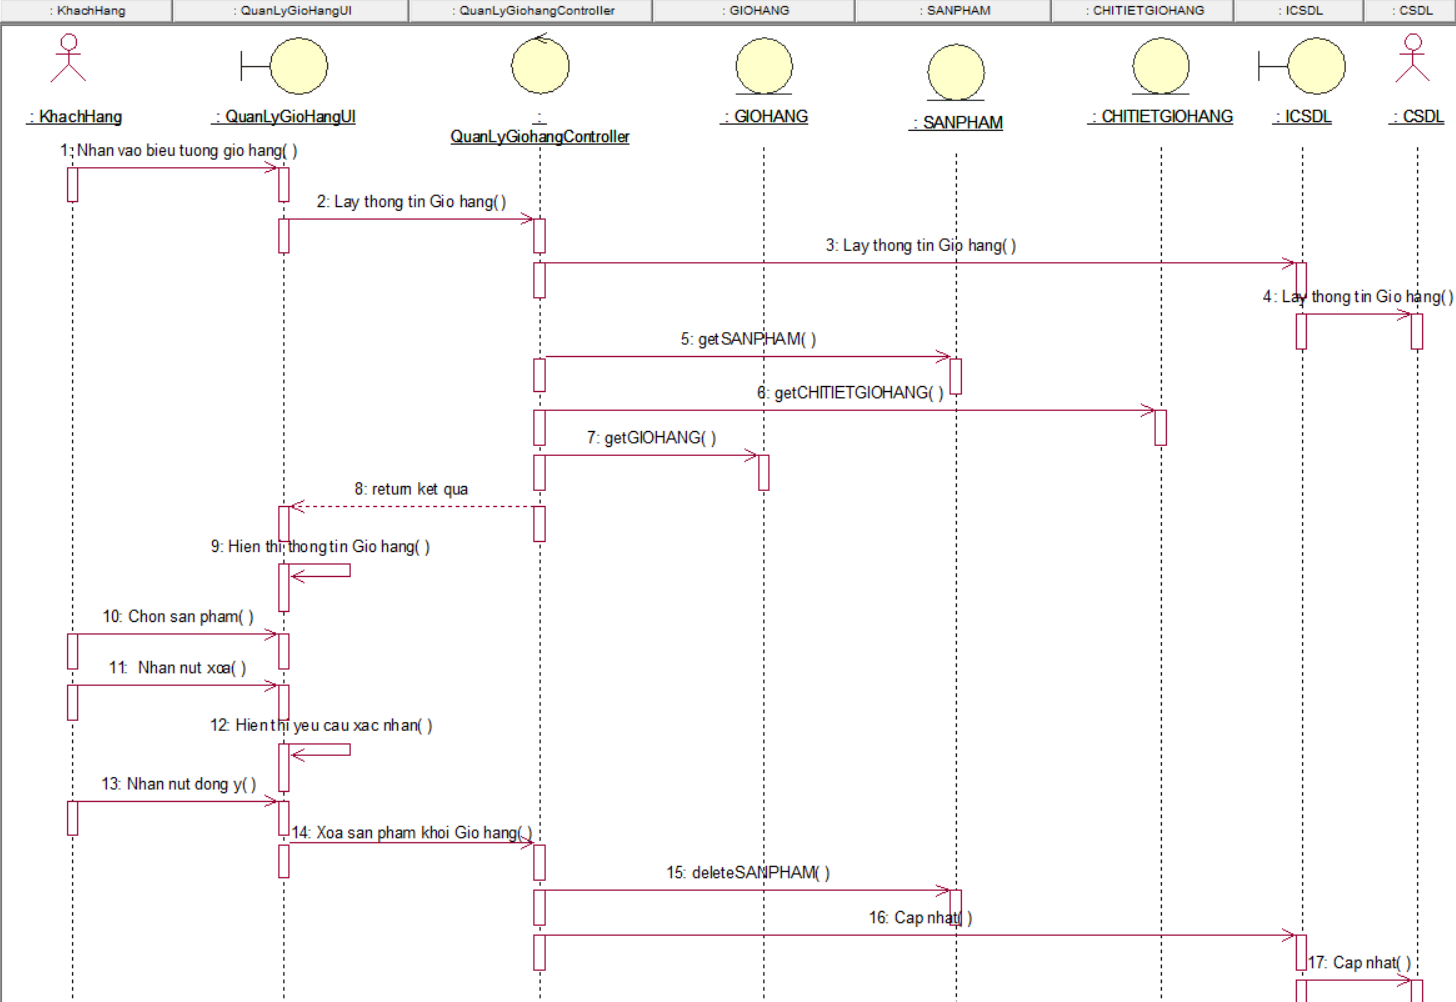 : KhachHang
: QuanLyGioHangUI
: QuanLyGiohangController
: GIOHANG
: SANPHAM
: CHITIETGIOHANG
: ICSDL
: CSDL
: KhachHang
: QuanLyGioHangUI
:
QuanLyGiohangController
: GIOHANG
: SANPHAM
: CHITIETGIOHANG
: ICSDL
: CSDL
1: Nhan vao bieu tuong gio hang( )
2: Lay thong tin Gio hang( )
3: Lay thong tin Gio hang( )
4: Lay thong tin Gio hang( )
5: getSANPHAM( )
6: getCHITIETGIOHANG( )
7: getGIOHANG( )
8: return ket qua
9: Hien thi thong tin Gio hang( )
10: Chon san pham( )
11: Nhan nut xoa( )
12: Hien thi yeu cau xac nhan( )
13: Nhan nut dong y( )
14: Xoa san pham khoi Gio hang( )
15: deleteSANPHAM( )
16: Cap nhat( )
17: Cap nhat( )